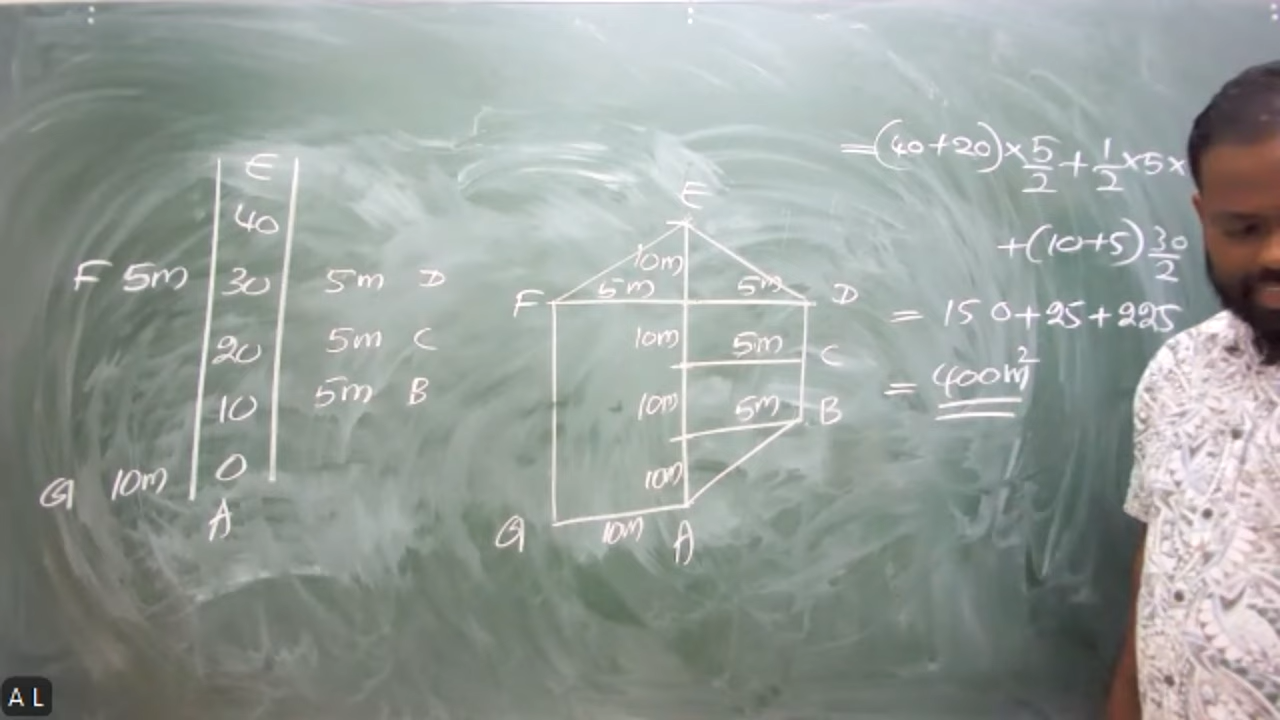 E
40
F 5m 30 5m D
20 5m C
10 5m B
G 10m 0
A
E
10m
F 5m 5m D
10m 5m C
10m 5m B
10m
G 10m A
=(40+20)×5/2+1/2×5×
+(10+5)30/2
= 150+25+225
= 400m²
A L